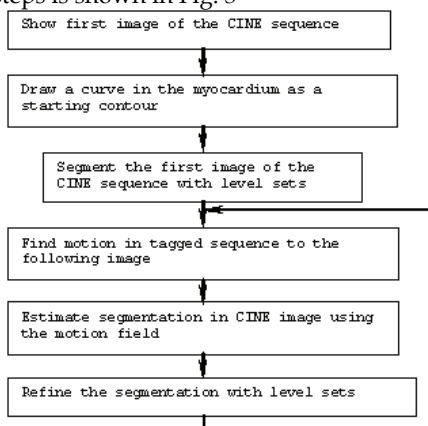 steps is shown in Fig. 3
Show first image of the CINE sequence
Draw a curve in the myocardium as a
starting contour
Segment the first image of the
CINE sequence with level sets
Find motion in tagged sequence to the
following image
Estimate segmentation in CINE image using
the motion field
Refine the segmentation with level sets